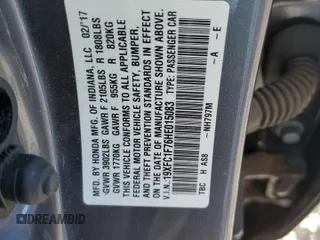 MFD. BY HONDA MFG. OF INDIANA, LLC 02/17
GVWR 3902LBS GAWR F 2105LBS R 1808LBS
GVWR 1770KG GAWR F 955KG R 820KG
THIS VEHICLE CONFORMS TO ALL APPLICABLE
FEDERAL MOTOR VEHICLE SAFETY, BUMPER,
AND THEFT PREVENTION STANDARDS IN EFFECT
ON THE DATE OF MANUFACTURE SHOWN ABOVE.
V.I.N.: 19XFC1F76HE015083 TYPE: PASSENGER CAR
TBC H AS8 NH797M A E